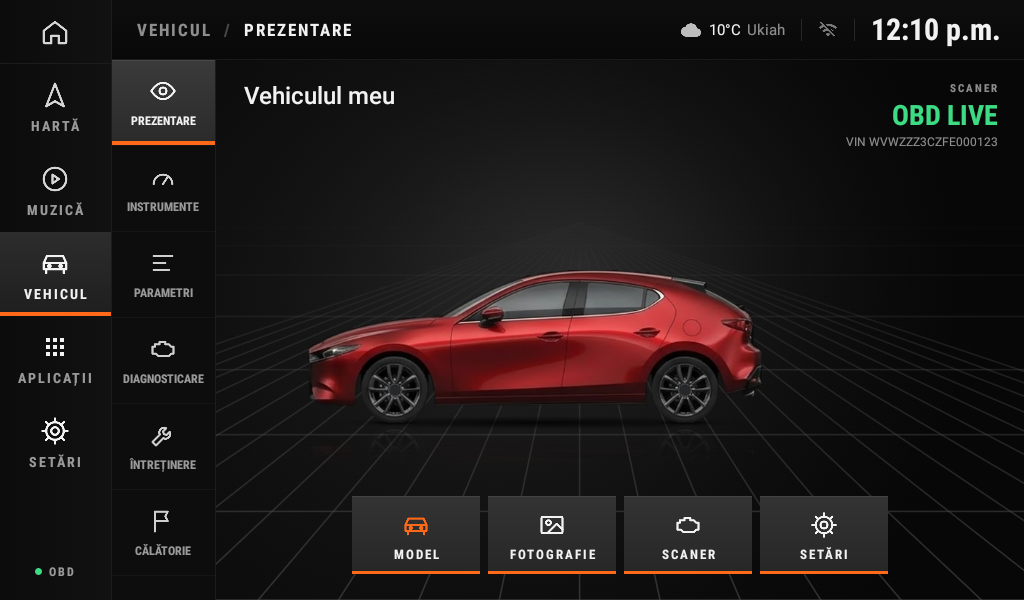 VEHICUL / PREZENTARE
10°C Ukiah
12:10 p.m.
HARTĂ
MUZICĂ
VEHICUL
APLICAȚII
SETĂRI
OBD
PREZENTARE
INSTRUMENTE
PARAMETRI
DIAGNOSTICARE
ÎNTREȚINERE
CĂLĂTORIE
Vehiculul meu
SCANER
OBD LIVE
VIN WVWZZZ3CZFE000123
MODEL
FOTOGRAFIE
SCANER
SETĂRI